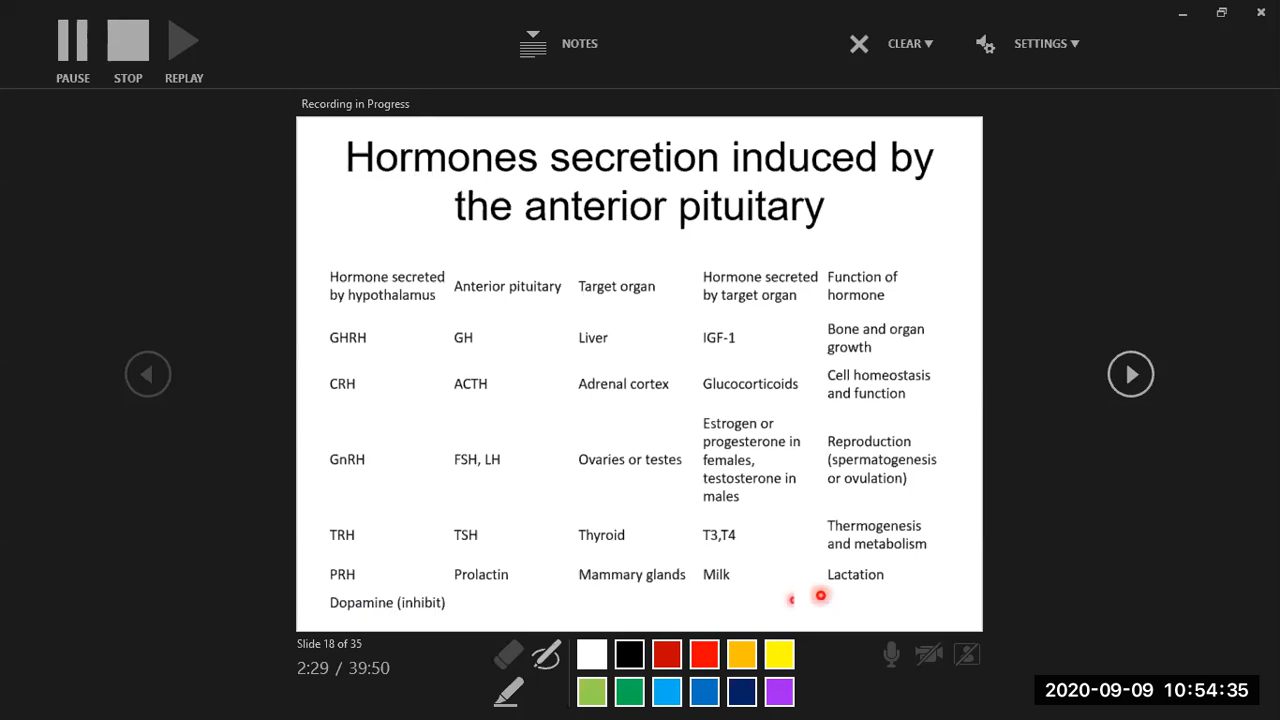 PAUSE STOP REPLAY
NOTES
CLEAR
SETTINGS
Recording in Progress
Hormones secretion induced by
the anterior pituitary
Hormone secreted
by hypothalamus
Anterior pituitary
Target organ
Hormone secreted
by target organ
Function of
hormone
GHRH
GH
Liver
IGF-1
Bone and organ
growth
CRH
ACTH
Adrenal cortex
Glucocorticoids
Cell homeostasis
and function
GnRH
FSH, LH
Ovaries or testes
Estrogen or
progesterone in
females,
testosterone in
males
Reproduction
(spermatogenesis
or ovulation)
TRH
TSH
Thyroid
T3,T4
Thermogenesis
and metabolism
PRH
Prolactin
Mammary glands
Milk
Lactation
Dopamine (inhibit)
Slide 18 of 35
2:29 / 39:50
2020-09-09 10:54:35